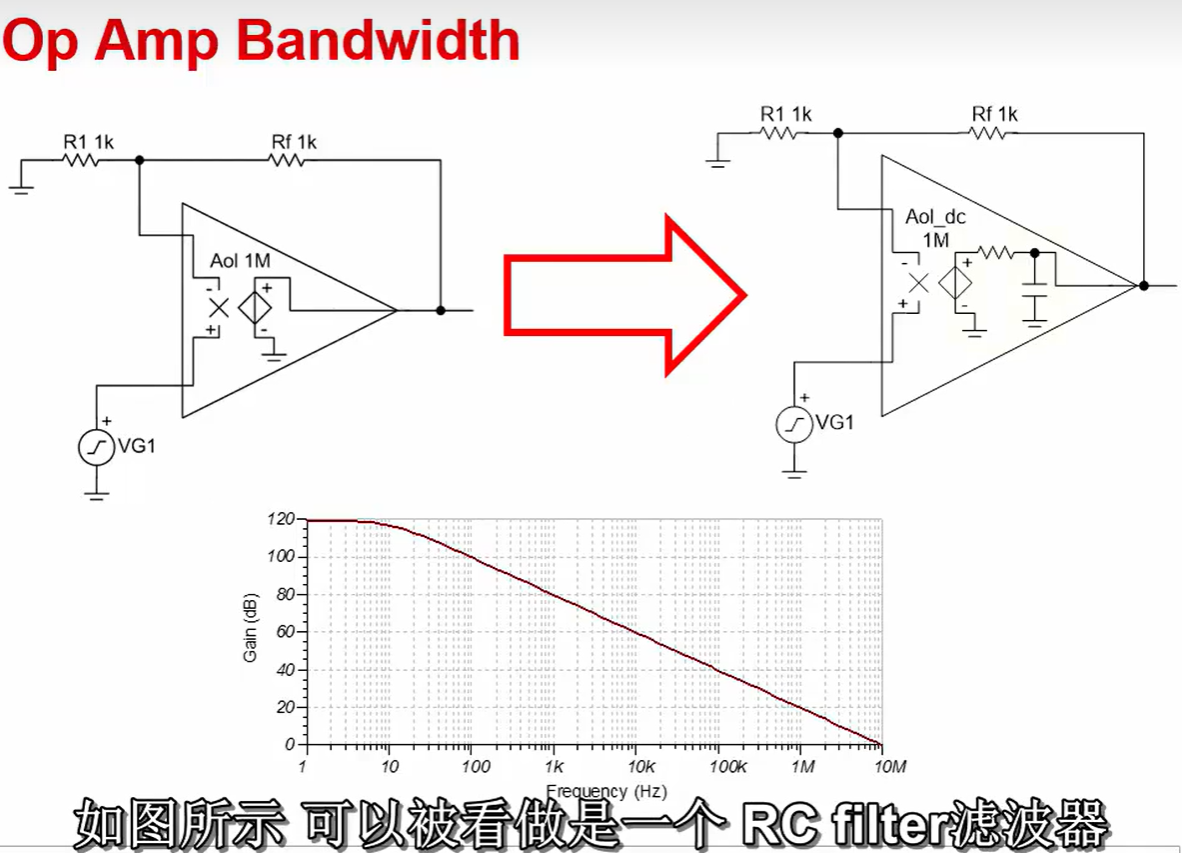 Op Amp Bandwidth
R1 1k
Rf 1k
Aol 1M
-
+
+
-
+
VG1
R1 1k
Rf 1k
Aol_dc
1M
-
+
+
-
+
VG1
Gain (dB)
120
100
80
60
40
20
0
1 10 100 1k 10k 100k 1M 10M
Frequency (Hz)
如图所示 可以被看做是一个 RC filter滤波器